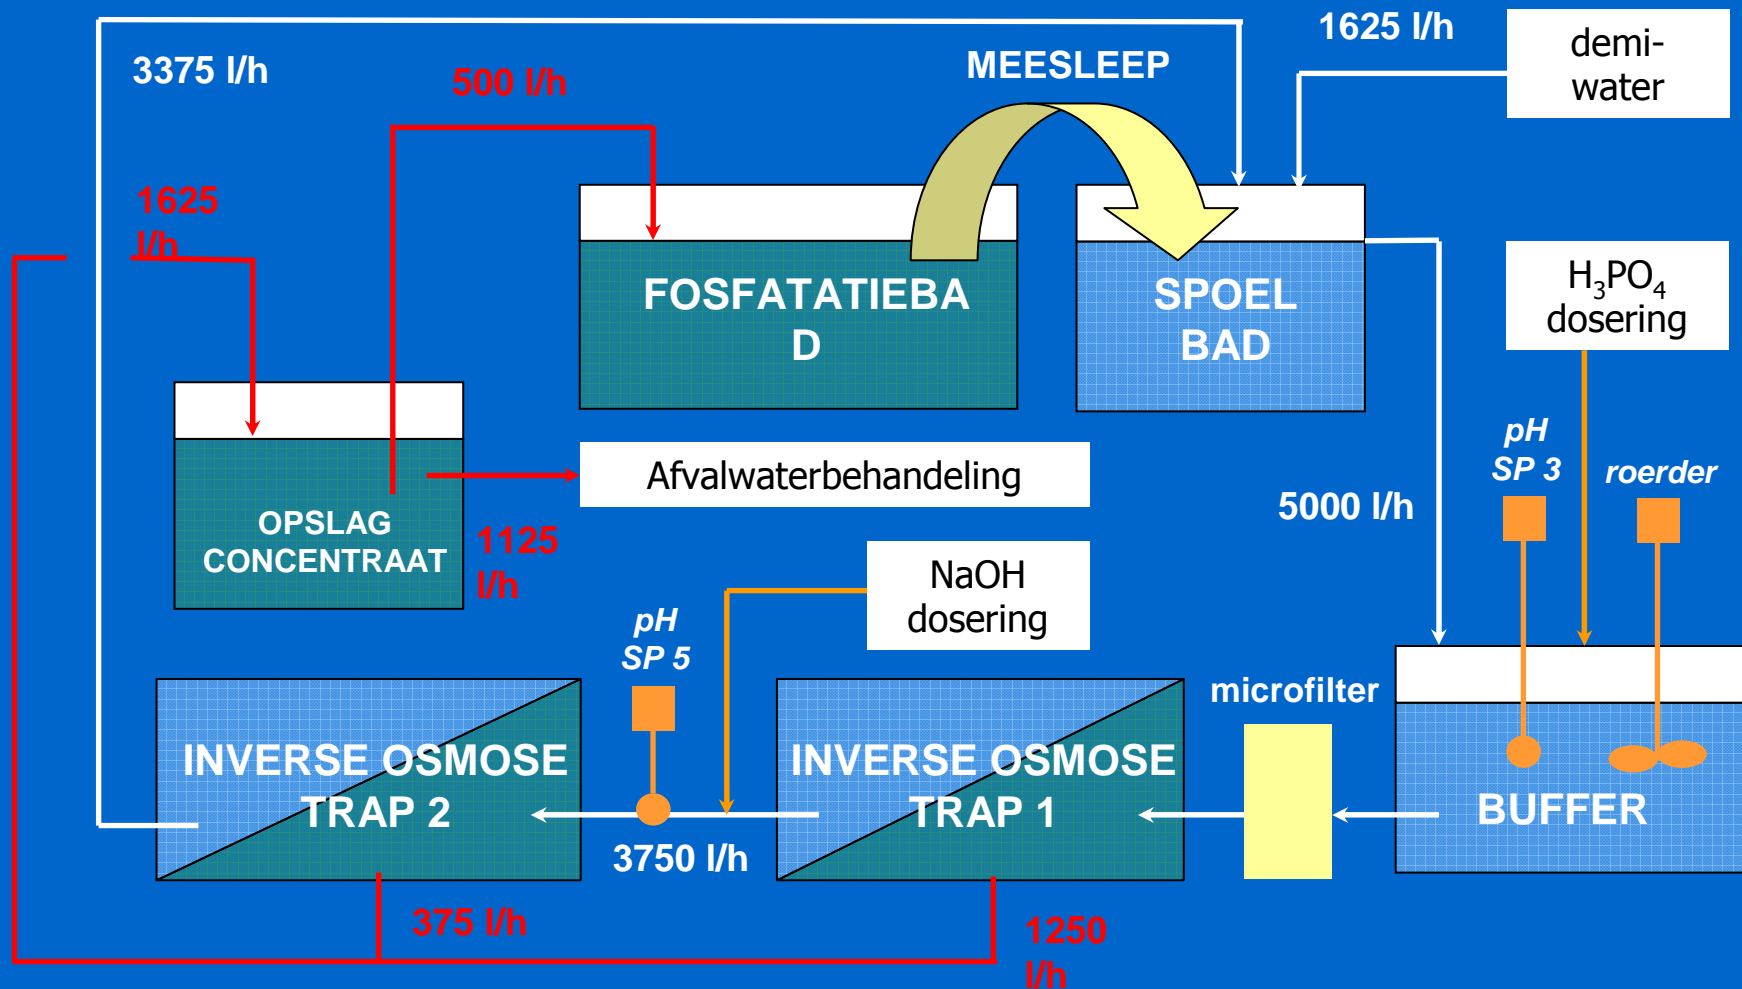 1625 l/h
demi-
water
3375 l/h
500 l/h
MEESLEEP
1625
l/h
FOSFATATIEBA
D
SPOEL
BAD
H₃PO₄
dosering
pH
SP 3
roerder
Afvalwaterbehandeling
5000 l/h
OPSLAG
CONCENTRAAT
1125
l/h
NaOH
dosering
pH
SP 5
microfilter
INVERSE OSMOSE
TRAP 2
INVERSE OSMOSE
TRAP 1
BUFFER
3750 l/h
375 l/h
1250
l/h